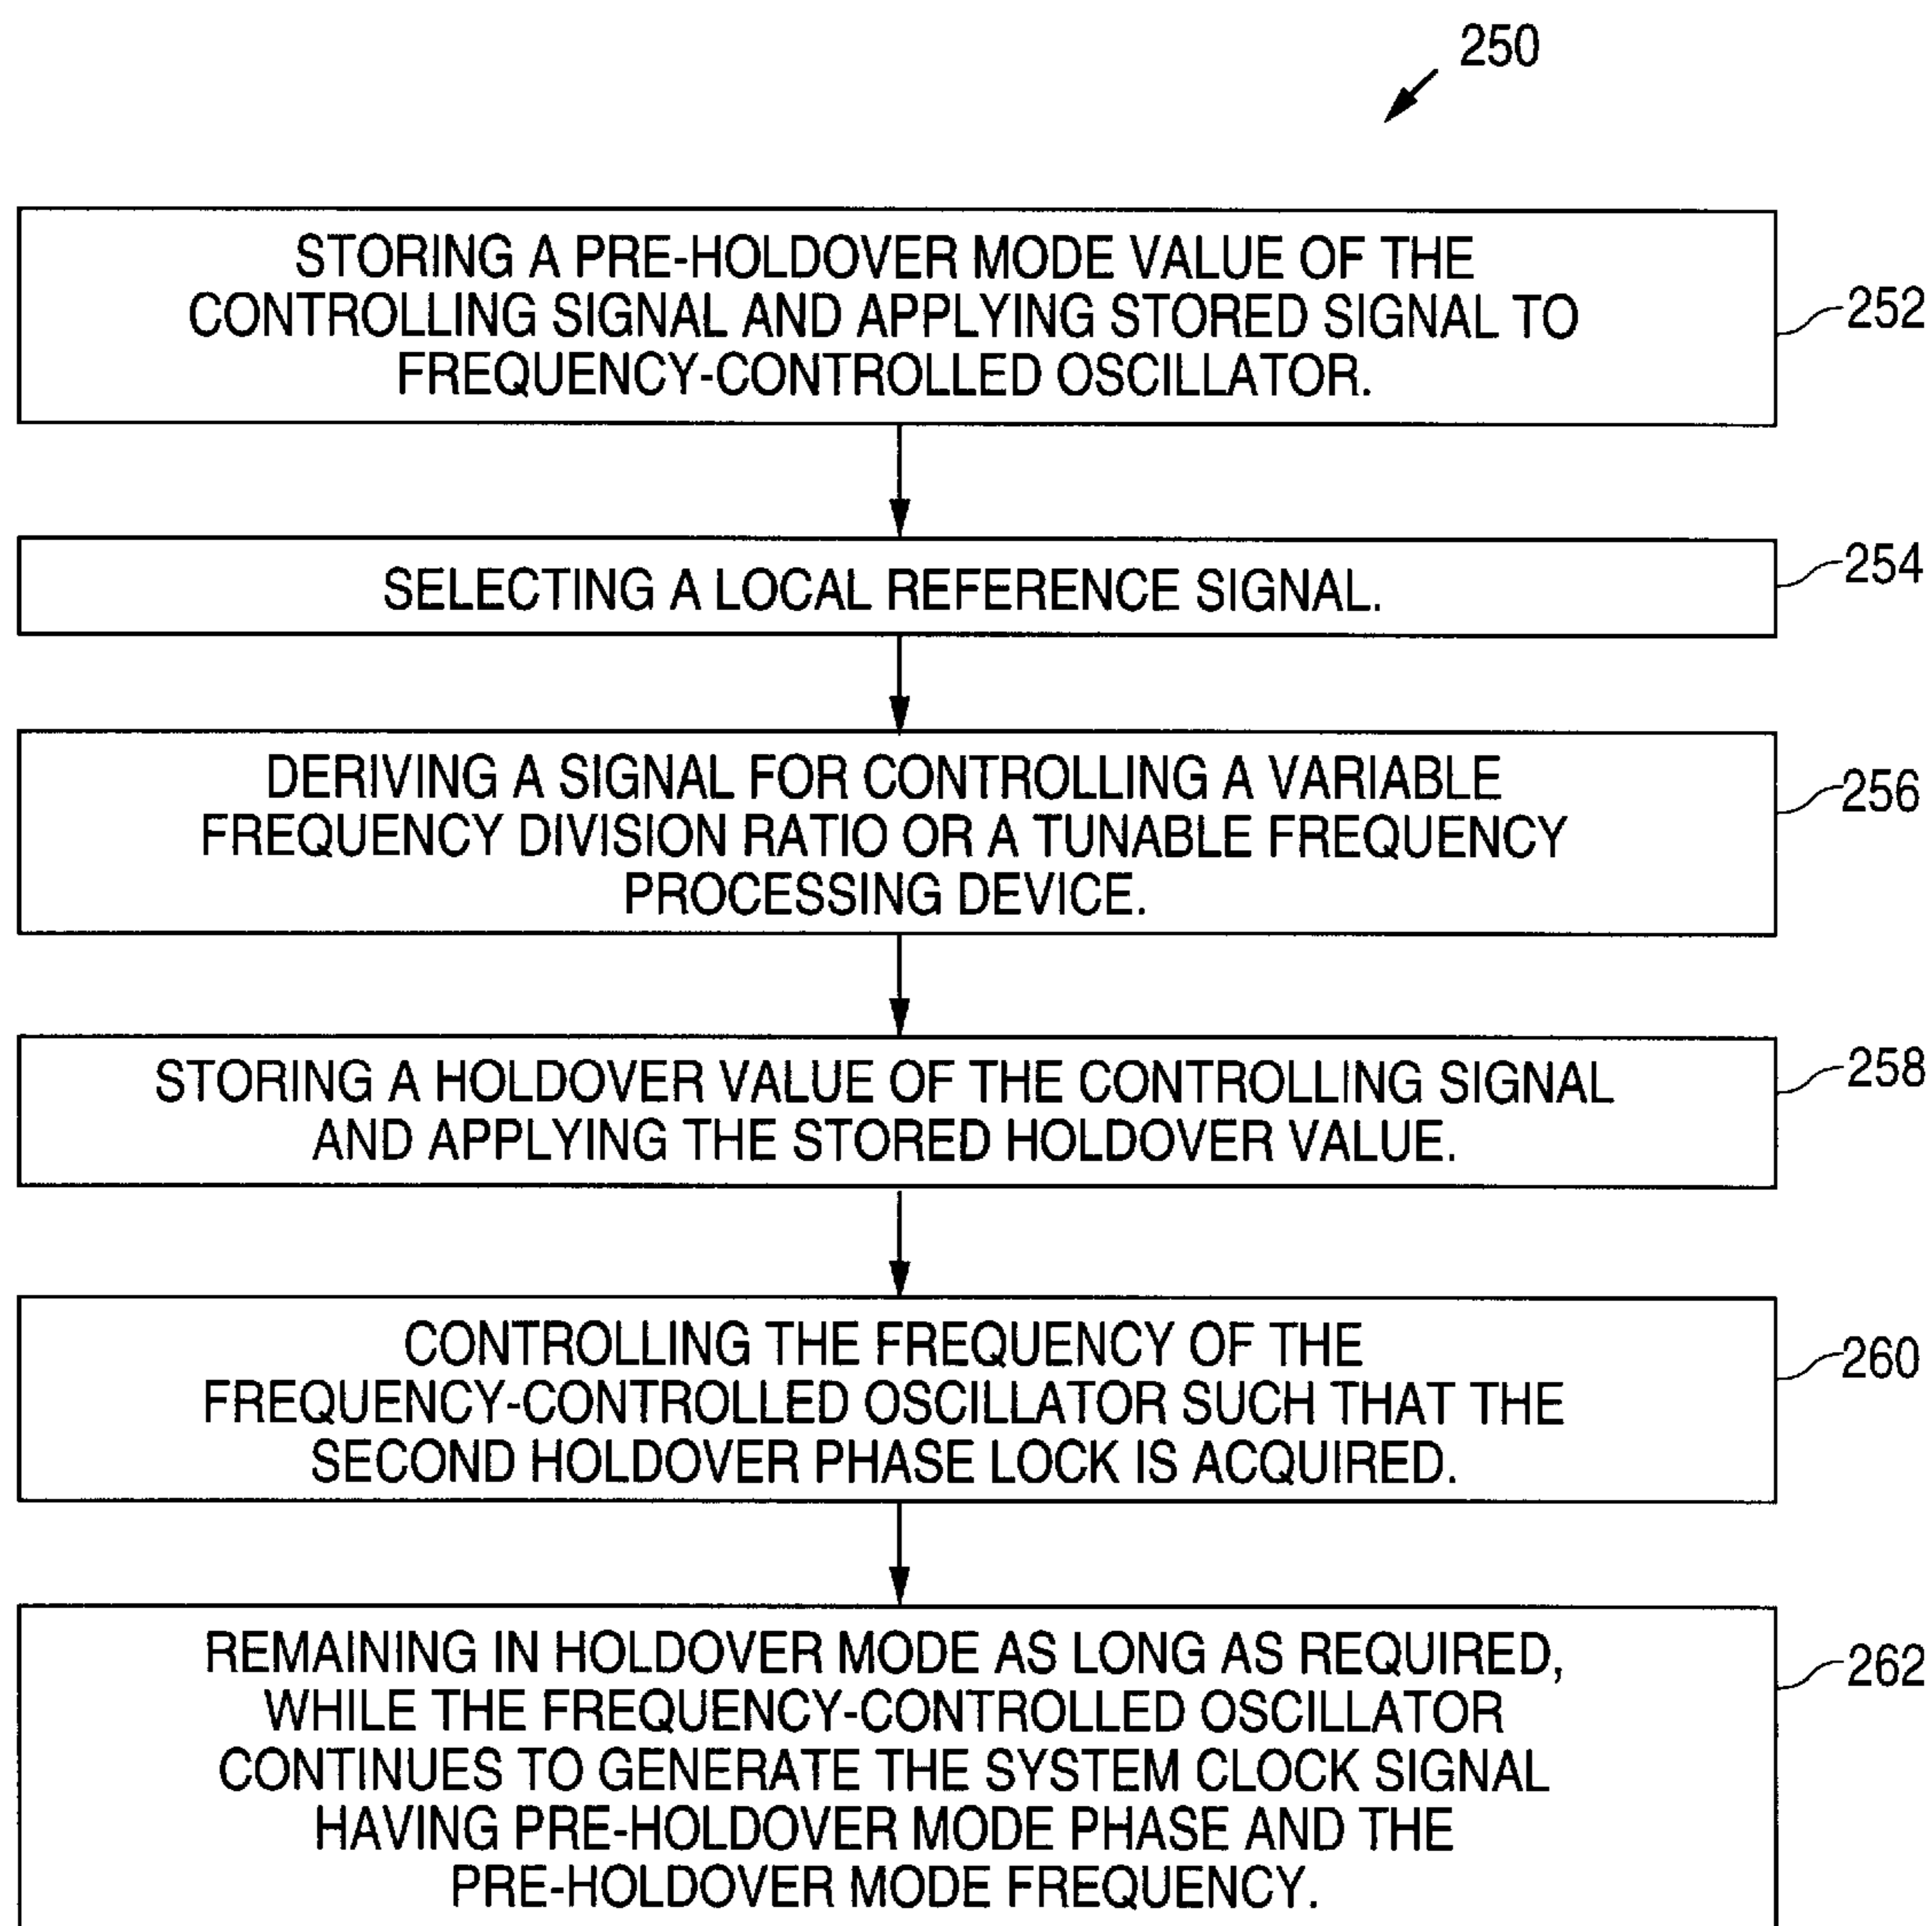 250
STORING A PRE-HOLDOVER MODE VALUE OF THE
CONTROLLING SIGNAL AND APPLYING STORED SIGNAL TO
FREQUENCY-CONTROLLED OSCILLATOR.
252
SELECTING A LOCAL REFERENCE SIGNAL.
254
DERIVING A SIGNAL FOR CONTROLLING A VARIABLE
FREQUENCY DIVISION RATIO OR A TUNABLE FREQUENCY
PROCESSING DEVICE.
256
STORING A HOLDOVER VALUE OF THE CONTROLLING SIGNAL
AND APPLYING THE STORED HOLDOVER VALUE.
258
CONTROLLING THE FREQUENCY OF THE
FREQUENCY-CONTROLLED OSCILLATOR SUCH THAT THE
SECOND HOLDOVER PHASE LOCK IS ACQUIRED.
260
REMAINING IN HOLDOVER MODE AS LONG AS REQUIRED,
WHILE THE FREQUENCY-CONTROLLED OSCILLATOR
CONTINUES TO GENERATE THE SYSTEM CLOCK SIGNAL
HAVING PRE-HOLDOVER MODE PHASE AND THE
PRE-HOLDOVER MODE FREQUENCY.
262